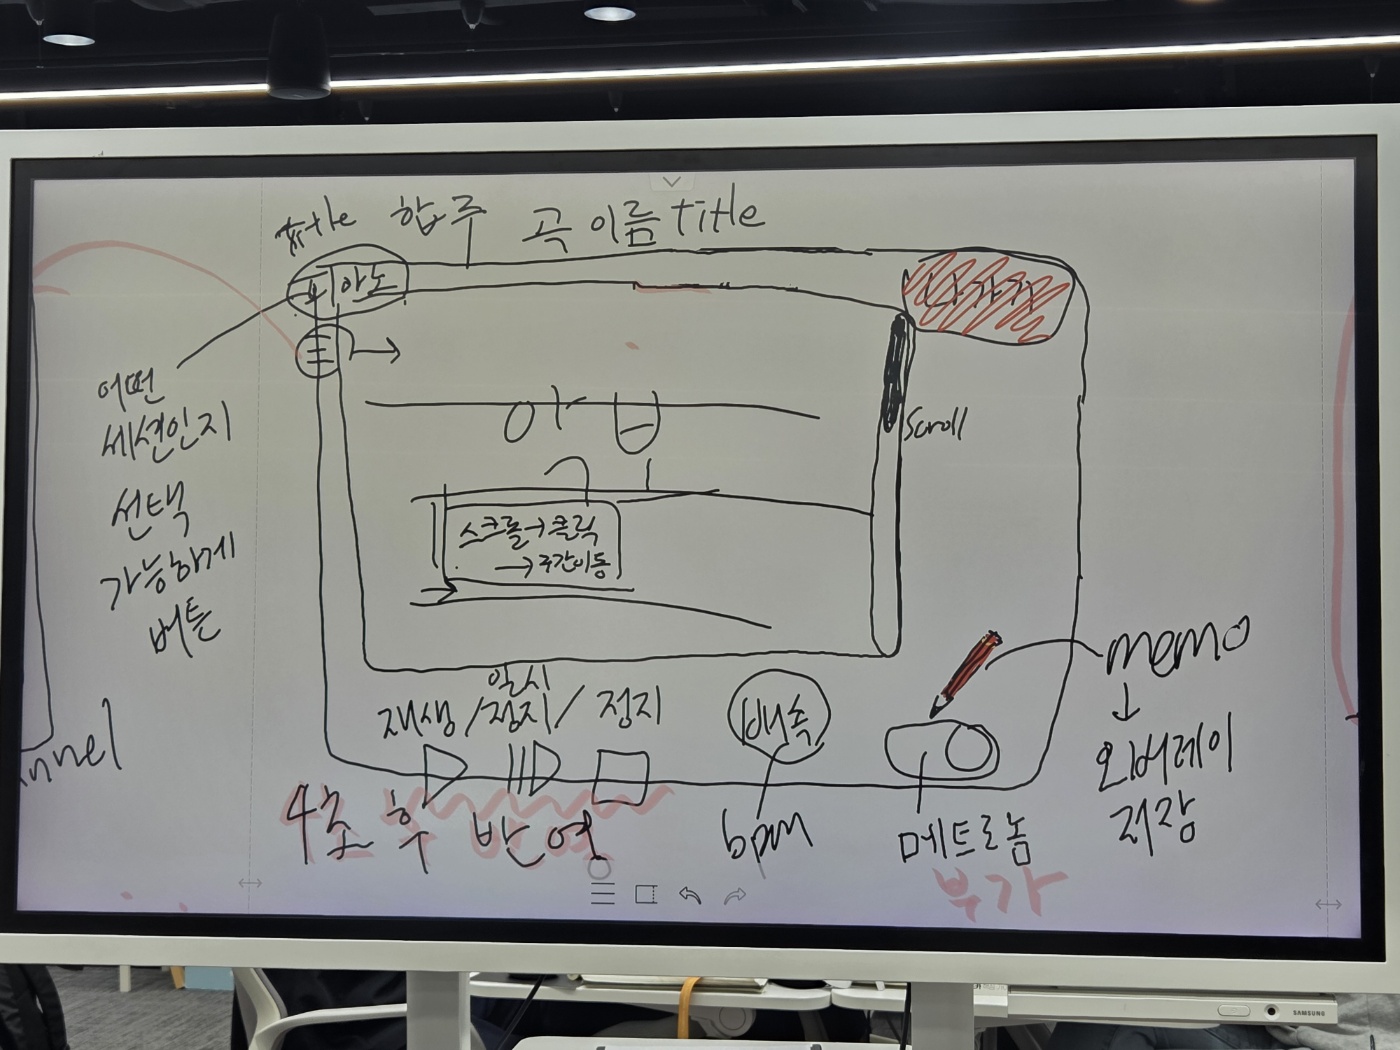 title 합주 곡 이름 title
피아노
나가기
어떤
세션인지
선택
가능하게
버튼
악보
scroll
스크롤→클릭
→구간이동
일시
재생/정지/ 정지
배속
memo
↓
오버레이
저장
4초 후 반영
bpm
메트로놈
부가
nnel
SAMSUNG